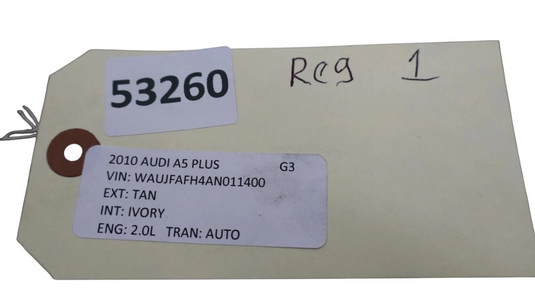 53260
Reg 1
2010 AUDI A5 PLUS G3
VIN: WAUJFAFH4AN011400
EXT: TAN
INT: IVORY
ENG: 2.0L TRAN: AUTO